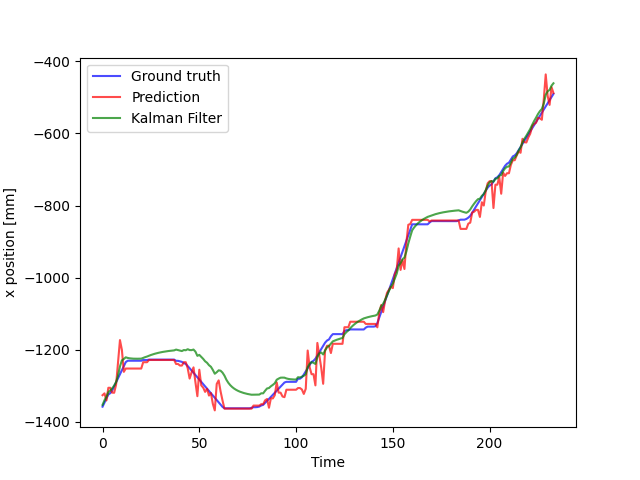 −400
−600
−800
−1000
−1200
−1400
x position [mm]
Ground truth
Prediction
Kalman Filter
0
50
100
150
200
Time